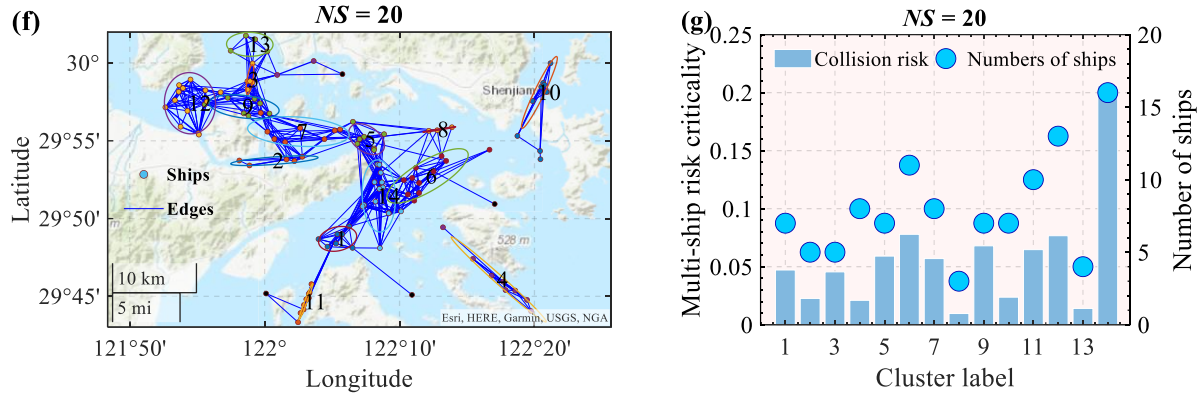 (f)
NS = 20
Latitude
30°
29°55'
29°50'
29°45'
13
12
9
7
2
5
8
6
14
1
11
4
10
Shenjiam
528 m
Ships
Edges
10 km
5 mi
Esri, HERE, Garmin, USGS, NGA
121°50'
122°
122°10'
122°20'
Longitude
(g)
NS = 20
Multi-ship risk criticality
0.25
0.2
0.15
0.1
0.05
0
Collision risk
Numbers of ships
20
15
10
5
0
Number of ships
1
3
5
7
9
11
13
Cluster label